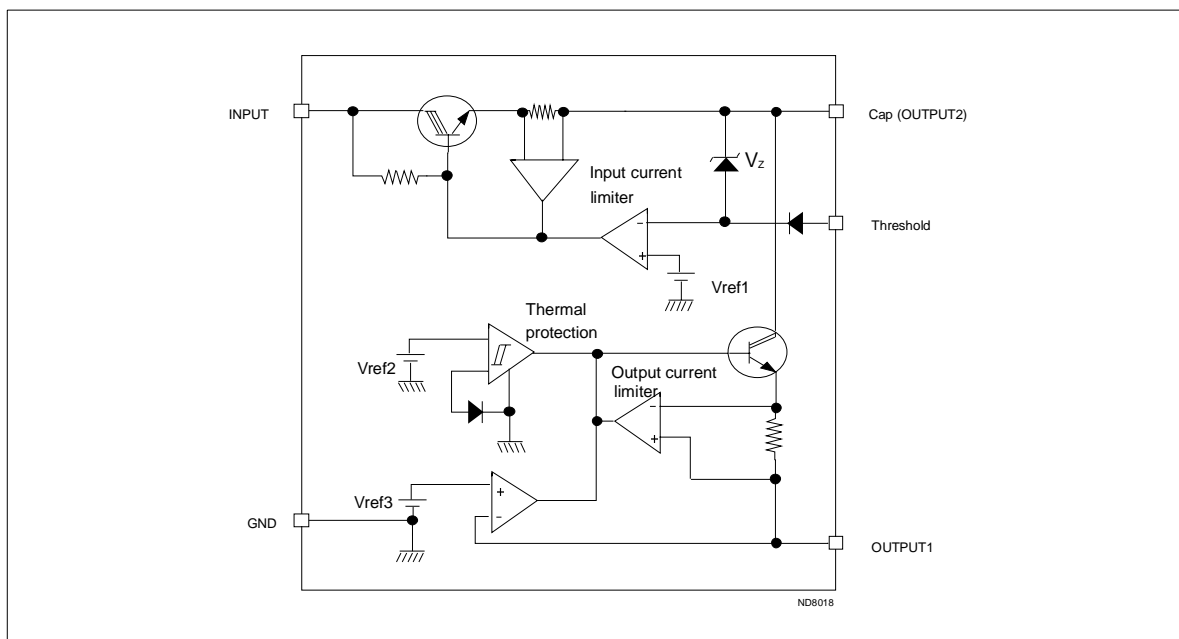 INPUT
Cap (OUTPUT2)
Vz
Input current
limiter
-
+
Threshold
Vref1
Thermal
protection
Vref2
Output current
limiter
-
+
Vref3
+
-
GND
OUTPUT1
ND8018